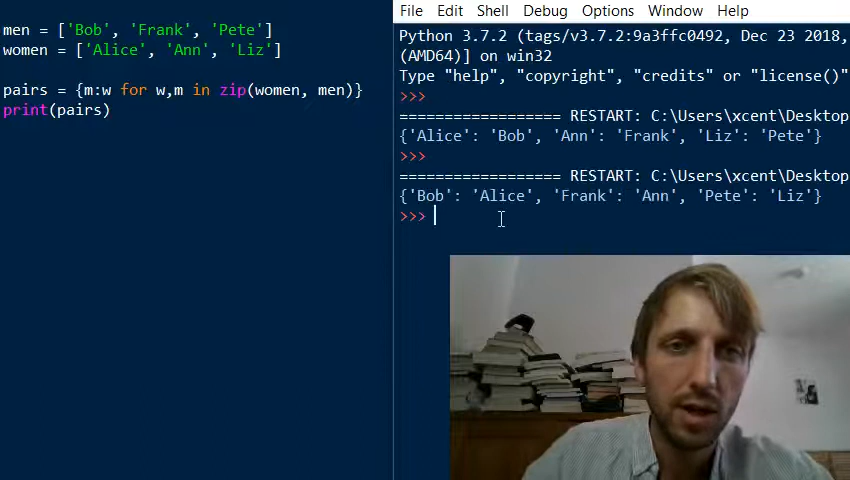 men = ['Bob', 'Frank', 'Pete']
women = ['Alice', 'Ann', 'Liz']
pairs = {m:w for w,m in zip(women, men)}
print(pairs)
File Edit Shell Debug Options Window Help
Python 3.7.2 (tags/v3.7.2:9a3ffc0492, Dec 23 2018,
(AMD64)] on win32
Type "help", "copyright", "credits" or "license()"
>>>
================== RESTART: C:\Users\xcent\Desktop
{'Alice': 'Bob', 'Ann': 'Frank', 'Liz': 'Pete'}
>>>
================== RESTART: C:\Users\xcent\Desktop
{'Bob': 'Alice', 'Frank': 'Ann', 'Pete': 'Liz'}
>>>